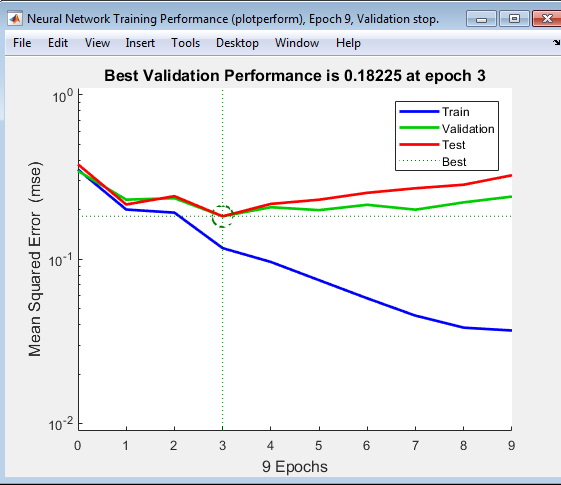 Neural Network Training Performance (plotperform), Epoch 9, Validation stop.
File Edit View Insert Tools Desktop Window Help
Best Validation Performance is 0.18225 at epoch 3
Mean Squared Error (mse)
10^0
10^-1
10^-2
Train
Validation
Test
Best
0 1 2 3 4 5 6 7 8 9
9 Epochs